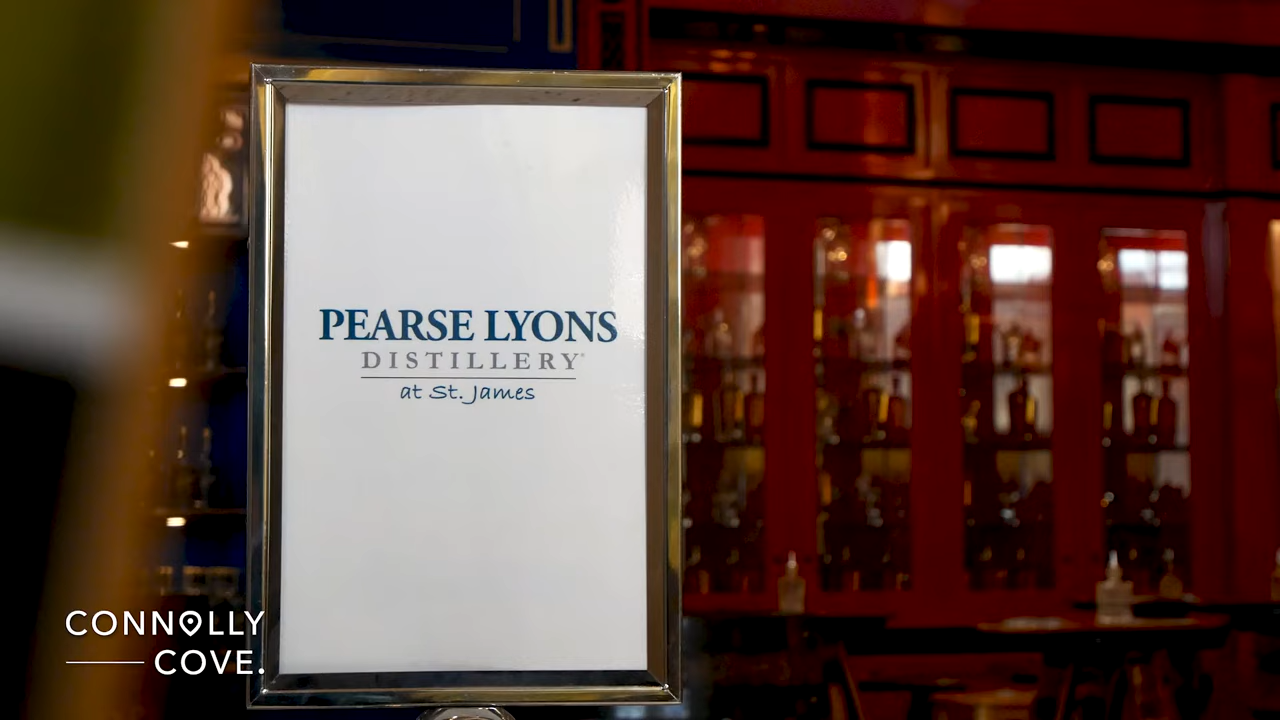 PEARSE LYONS
DISTILLERY®
at St. James
CONNOLLY
COVE.